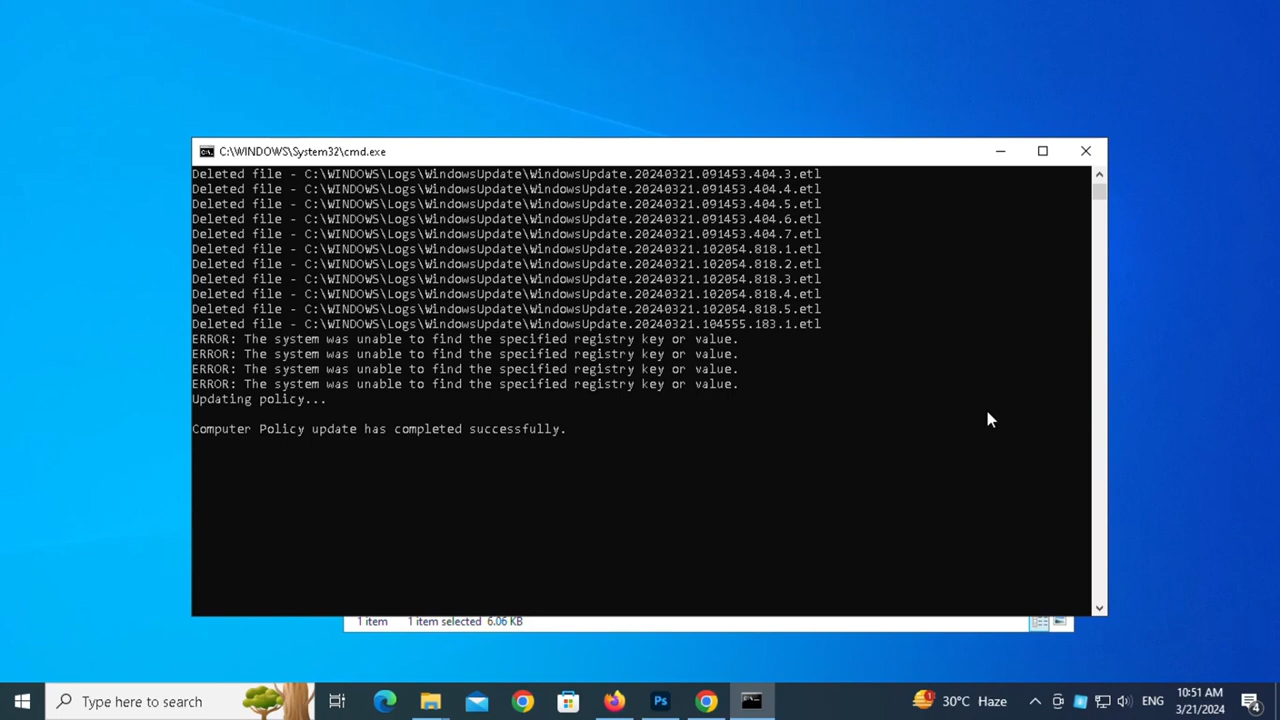 C:\WINDOWS\System32\cmd.exe
Deleted file - C:\WINDOWS\Logs\WindowsUpdate\WindowsUpdate.20240321.091453.404.3.etl
Deleted file - C:\WINDOWS\Logs\WindowsUpdate\WindowsUpdate.20240321.091453.404.4.etl
Deleted file - C:\WINDOWS\Logs\WindowsUpdate\WindowsUpdate.20240321.091453.404.5.etl
Deleted file - C:\WINDOWS\Logs\WindowsUpdate\WindowsUpdate.20240321.091453.404.6.etl
Deleted file - C:\WINDOWS\Logs\WindowsUpdate\WindowsUpdate.20240321.091453.404.7.etl
Deleted file - C:\WINDOWS\Logs\WindowsUpdate\WindowsUpdate.20240321.102054.818.1.etl
Deleted file - C:\WINDOWS\Logs\WindowsUpdate\WindowsUpdate.20240321.102054.818.2.etl
Deleted file - C:\WINDOWS\Logs\WindowsUpdate\WindowsUpdate.20240321.102054.818.3.etl
Deleted file - C:\WINDOWS\Logs\WindowsUpdate\WindowsUpdate.20240321.102054.818.4.etl
Deleted file - C:\WINDOWS\Logs\WindowsUpdate\WindowsUpdate.20240321.102054.818.5.etl
Deleted file - C:\WINDOWS\Logs\WindowsUpdate\WindowsUpdate.20240321.104555.183.1.etl
ERROR: The system was unable to find the specified registry key or value.
ERROR: The system was unable to find the specified registry key or value.
ERROR: The system was unable to find the specified registry key or value.
ERROR: The system was unable to find the specified registry key or value.
Updating policy...
Computer Policy update has completed successfully.
1 item 1 item selected 6.06 KB
Type here to search
Ps
1
30°C Haze
ENG
10:51 AM
3/21/2024
4